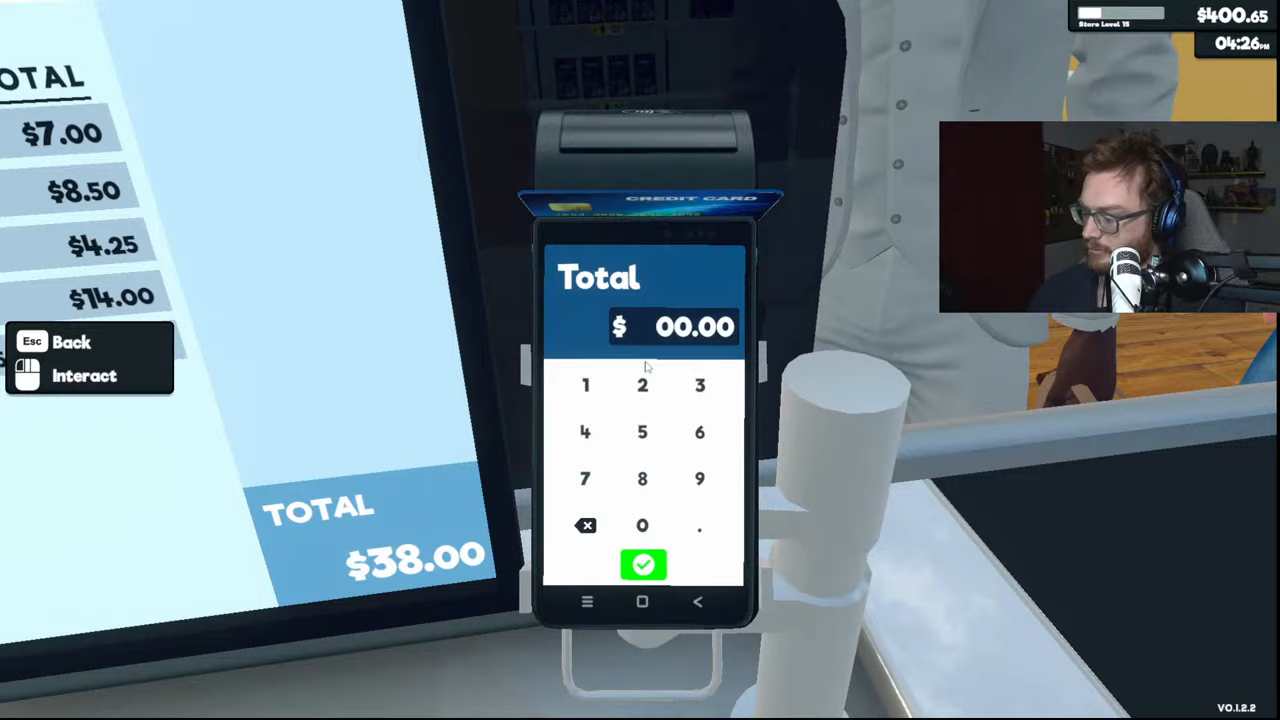 $400.65
Store Level 15
04:26PM
TOTAL
$7.00
$8.50
$4.25
$14.00
Esc Back
Interact
CREDIT CARD
Total
$ 00.00
1 2 3
4 5 6
7 8 9
0 .
TOTAL
$38.00
V0.1.2.2